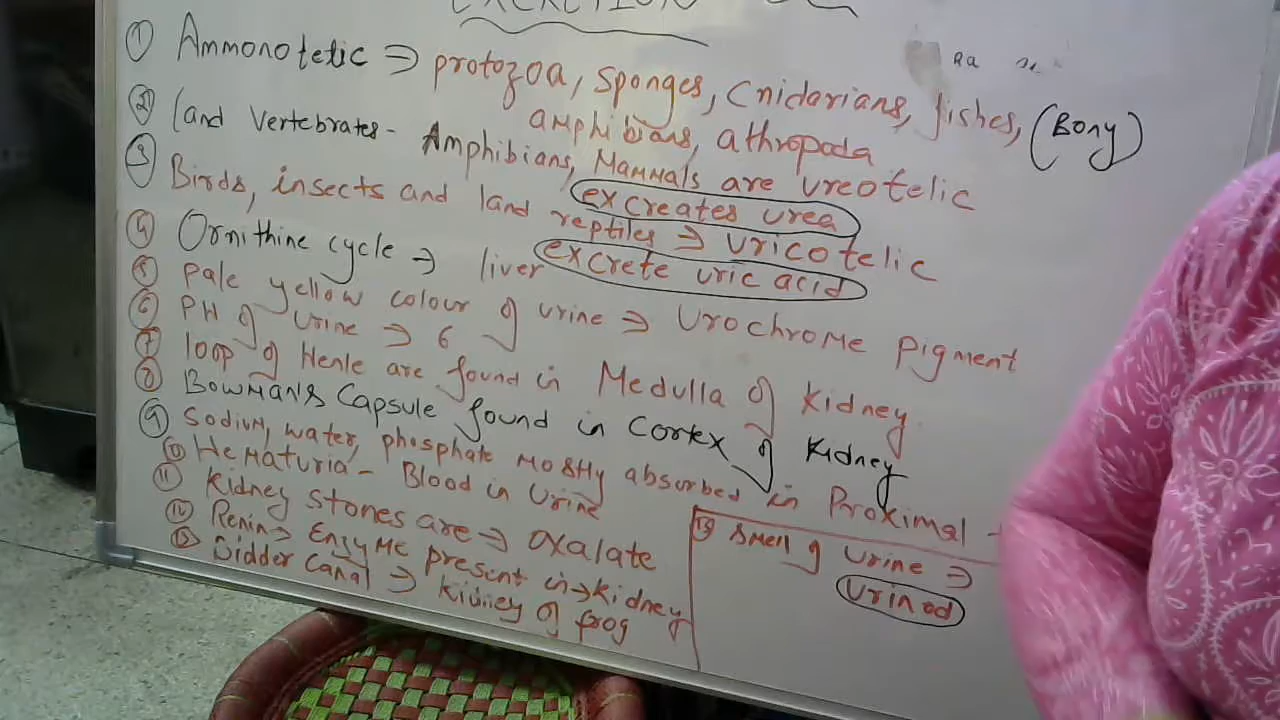 EXCRETION
① Ammonotelic ⇒ protozoa, sponges, Cnidarians, fishes, (Bony)
amphibians, athropoda
② land vertebrates - Amphibians, Mammals are ureotelic
excreates urea
③ Birds, insects and land reptiles ⇒ Uricotelic
excrete uric acid
④ Ornithine cycle → liver
⑤ pale yellow colour of urine ⇒ Urochrome pigment
⑥ PH of urine ⇒ 6
⑦ loop of Henle are found in Medulla of kidney
⑧ Bowman's Capsule found in Cortex of Kidney
⑨ Sodium, water, phosphate mostly absorbed in Proximal
⑩ Hematuria - Blood in Urine
⑪ Kidney stones are ⇒ oxalate
⑫ Renin ⇒ Enzyme present in → kidney
⑬ Bidder canal ⇒ kidney of frog
Smell of Urine ⇒
Urinod